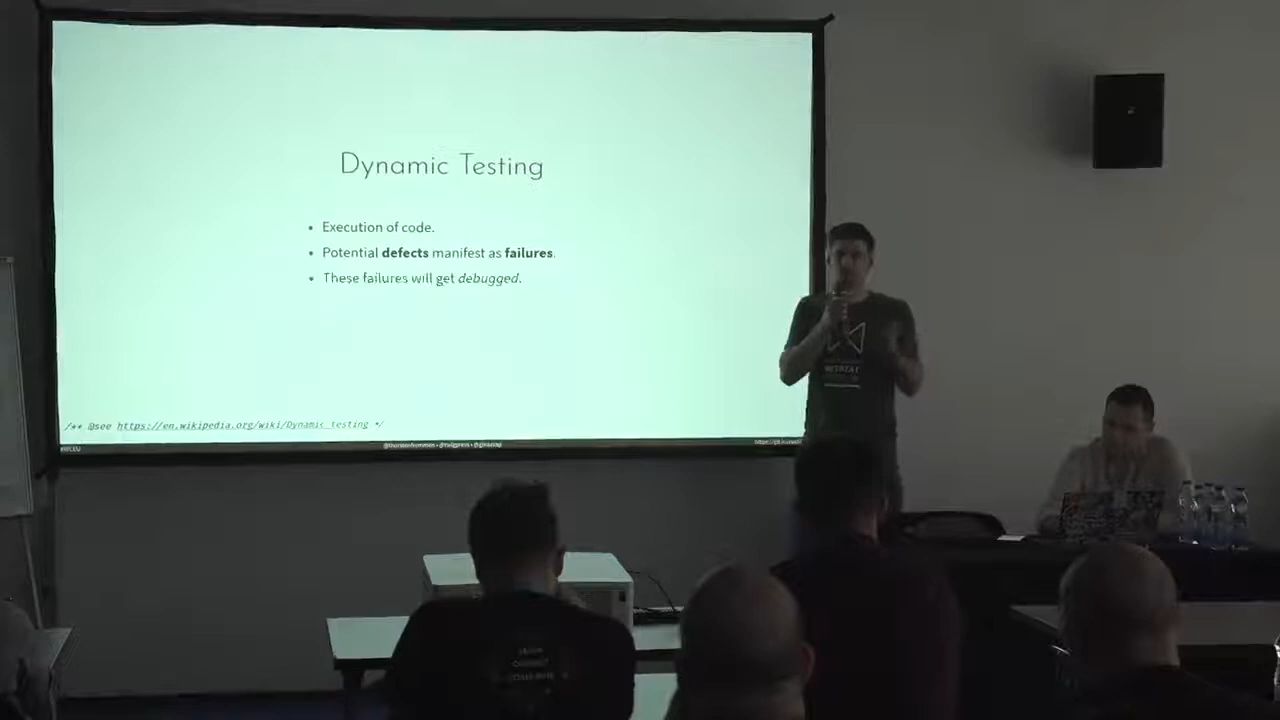 Dynamic Testing
• Execution of code.
• Potential defects manifest as failures.
• These failures will get debugged.
/** @see https://en.wikipedia.org/wiki/Dynamic_testing */